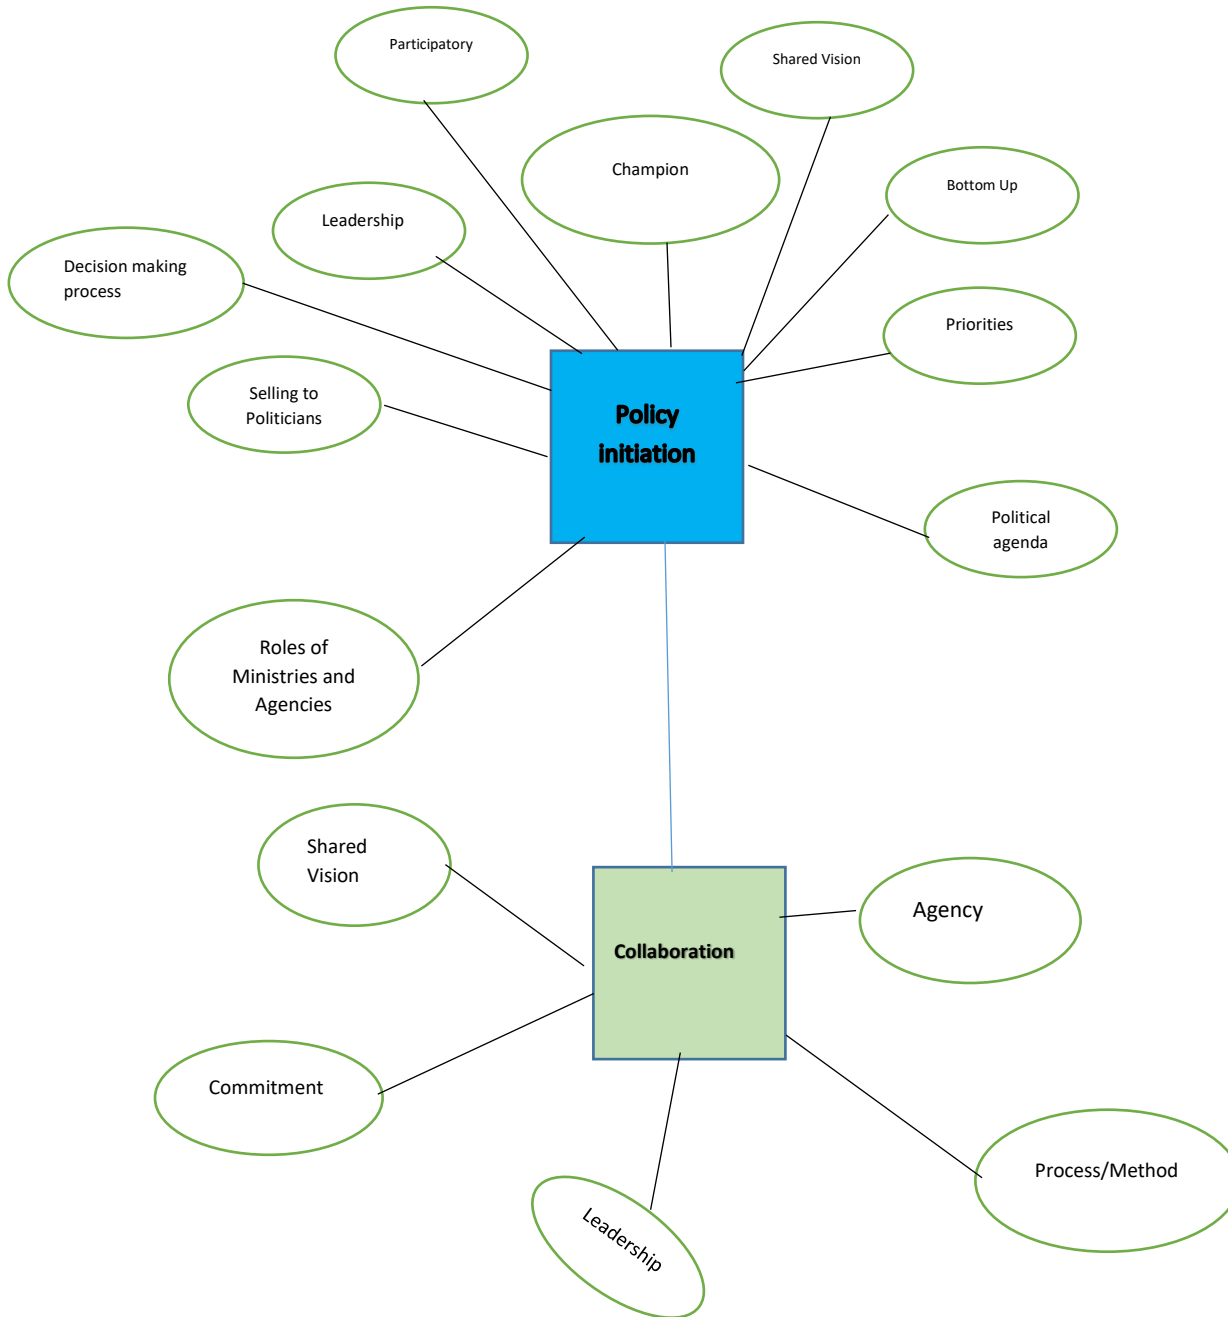 Participatory
Shared Vision
Champion
Bottom Up
Leadership
Decision making
process
Priorities
Selling to
Politicians
Policy
initiation
Political
agenda
Roles of
Ministries and
Agencies
Shared
Vision
Agency
Collaboration
Commitment
Process/Method
Leadership